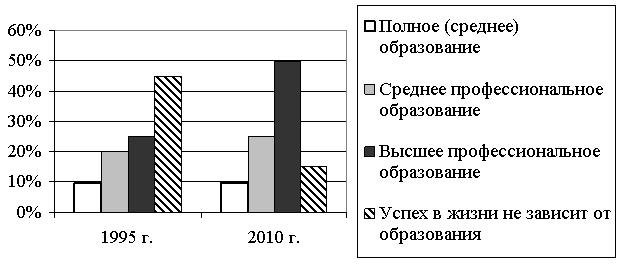 60%
50%
40%
30%
20%
10%
0%
1995 г.
2010 г.
Полное (среднее)
образование
Среднее профессиональное
образование
Высшее профессиональное
образование
Успех в жизни не зависит от
образования